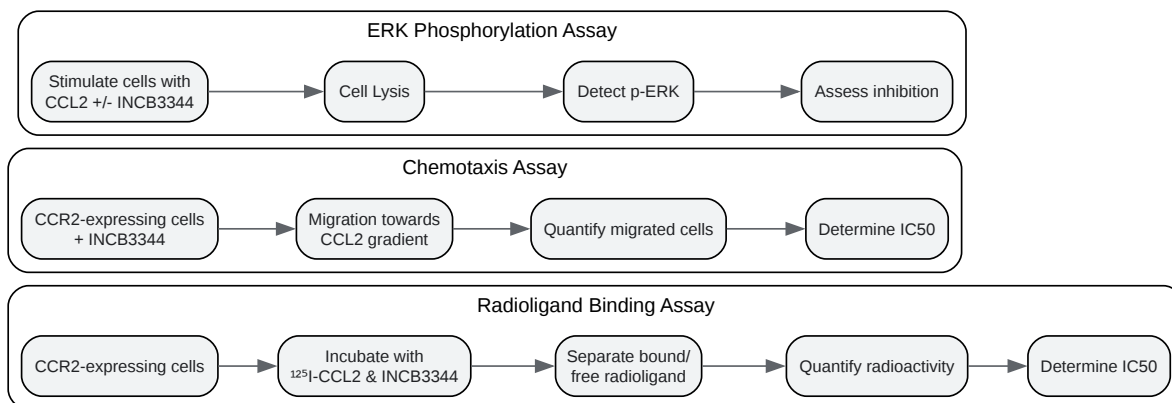 ERK Phosphorylation Assay
Stimulate cells with
CCL2 +/- INCB3344
Cell Lysis
Detect p-ERK
Assess inhibition
Chemotaxis Assay
CCR2-expressing cells
+ INCB3344
Migration towards
CCL2 gradient
Quantify migrated cells
Determine IC50
Radioligand Binding Assay
CCR2-expressing cells
Incubate with
¹²⁵I-CCL2 & INCB3344
Separate bound/
free radioligand
Quantify radioactivity
Determine IC50